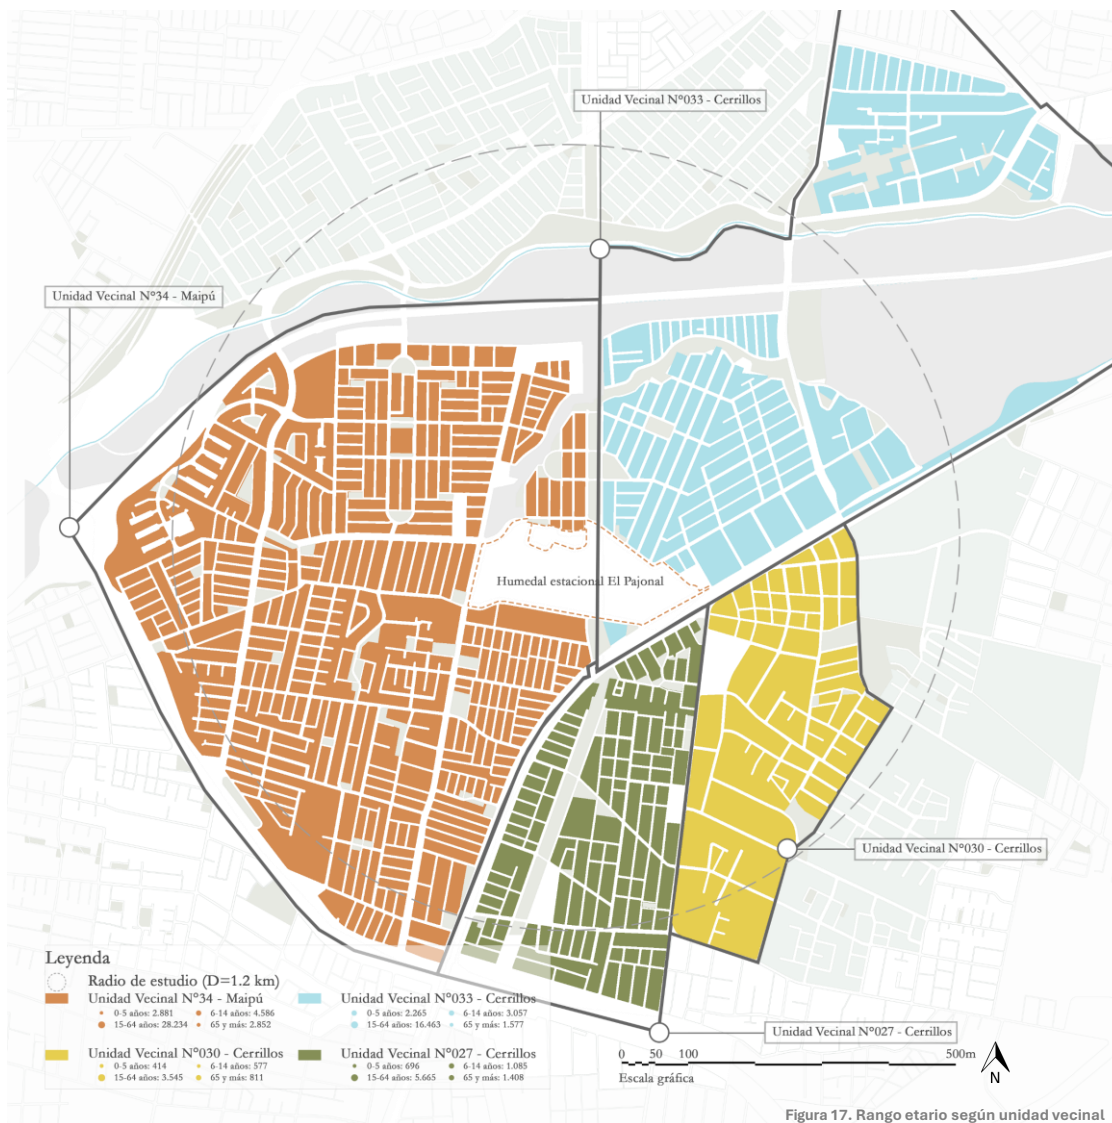 Unidad Vecinal N°033 - Cerrillos
Unidad Vecinal N°34 - Maipú
Humedal estacional El Pajonal
Unidad Vecinal N°030 - Cerrillos
Unidad Vecinal N°027 - Cerrillos
Leyenda
Radio de estudio (D=1.2 km)
Unidad Vecinal N°34 - Maipú
0-5 años: 2.881 6-14 años: 4.586
15-64 años: 28.234 65 y más: 2.852
Unidad Vecinal N°033 - Cerrillos
0-5 años: 2.265 6-14 años: 3.057
15-64 años: 16.463 65 y más: 1.577
Unidad Vecinal N°030 - Cerrillos
0-5 años: 414 6-14 años: 577
15-64 años: 3.545 65 y más: 811
Unidad Vecinal N°027 - Cerrillos
0-5 años: 696 6-14 años: 1.085
15-64 años: 5.665 65 y más: 1.408
0 50 100 500m
Escala gráfica
N
Figura 17. Rango etario según unidad vecinal